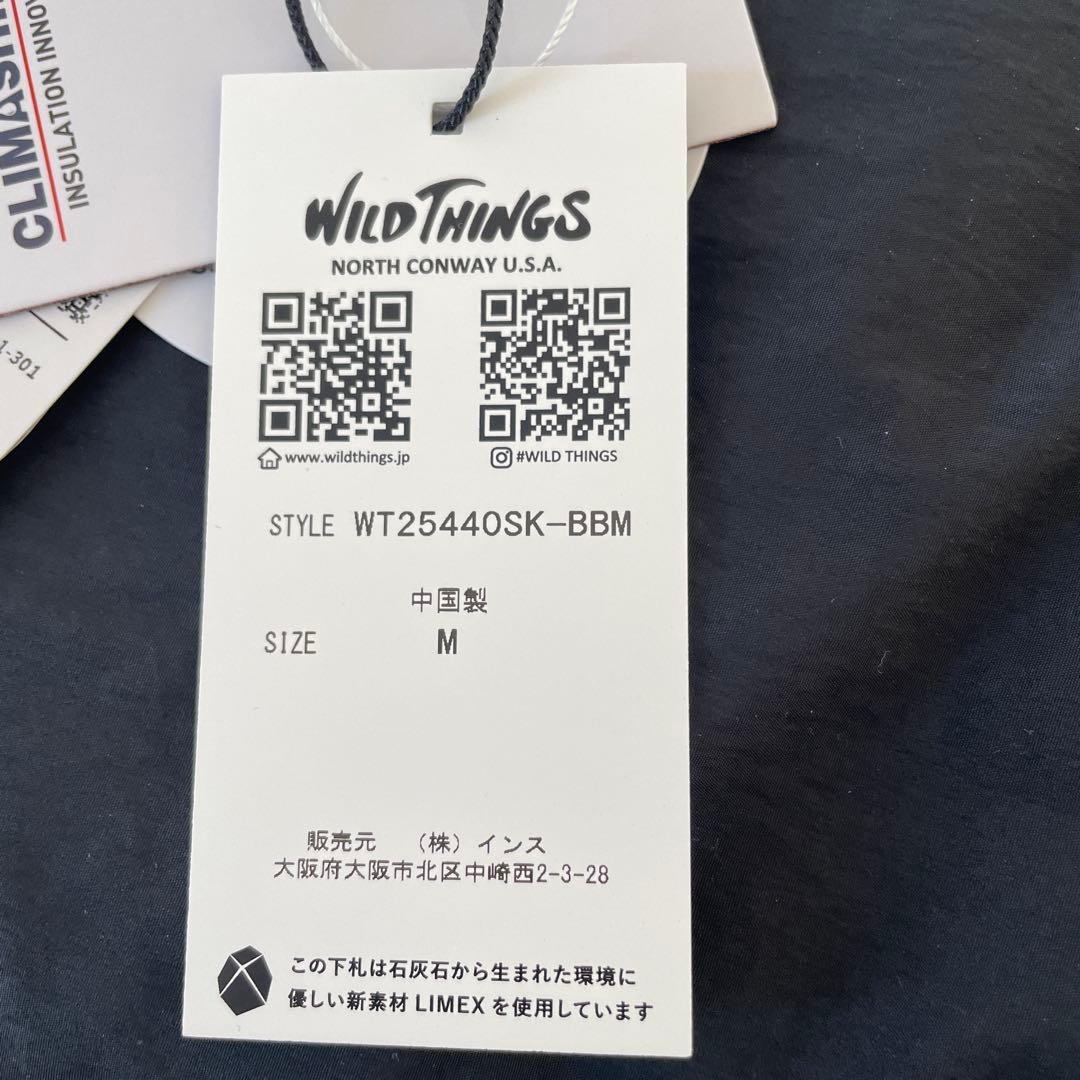 CLIMASHI
INSULATION INNO
1-301
WILD THINGS
NORTH CONWAY U.S.A.
www.wildthings.jp
#WILD THINGS
STYLE WT25440SK-BBM
中国製
SIZE M
販売元 (株)インス
大阪府大阪市北区中崎西2-3-28
この下札は石灰石から生まれた環境に
優しい新素材 LIMEX を使用しています